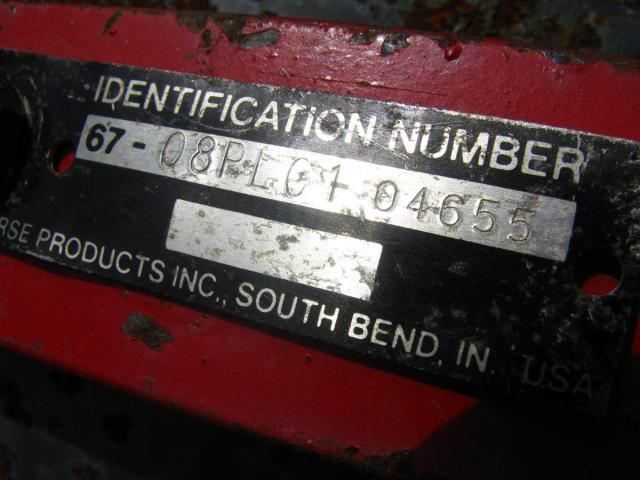 IDENTIFICATION NUMBER
67-08PLC1-04655
RSE PRODUCTS INC., SOUTH BEND, IN. USA